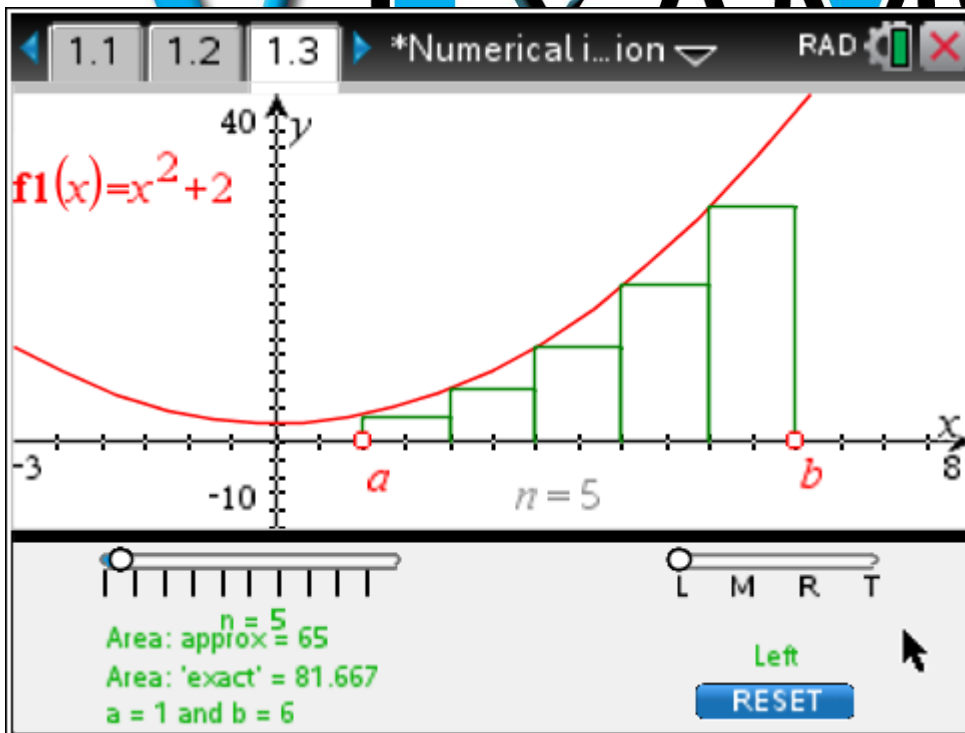 1.1 1.2 1.3 *Numerical i...ion RAD
40 y
f1(x)=x²+2
-3 x 8
a b
-10 n = 5
L M R T
n = 5
Area: approx = 65
Area: 'exact' = 81.667
a = 1 and b = 6
Left
RESET